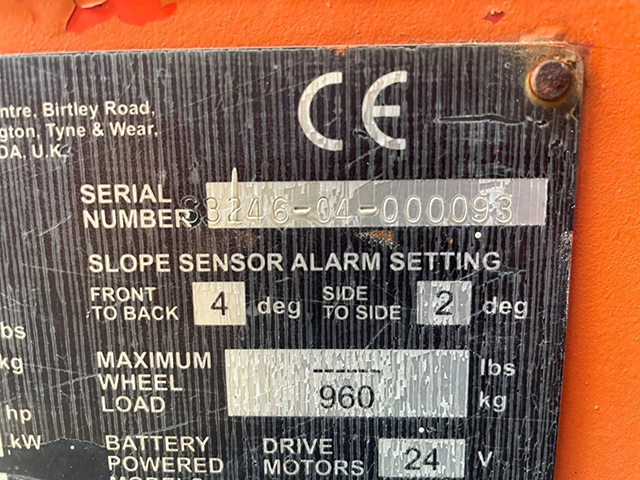 ntre, Birtley Road,
gton, Tyne & Wear,
DA, U.K.
CE
SERIAL
NUMBER S3246-04-000093
SLOPE SENSOR ALARM SETTING
FRONT
TO BACK 4 deg SIDE
TO SIDE 2 deg
MAXIMUM
WHEEL
LOAD 960 lbs
kg
bs
kg
hp
kW
BATTERY
POWERED
MODELS
DRIVE
MOTORS 24 V